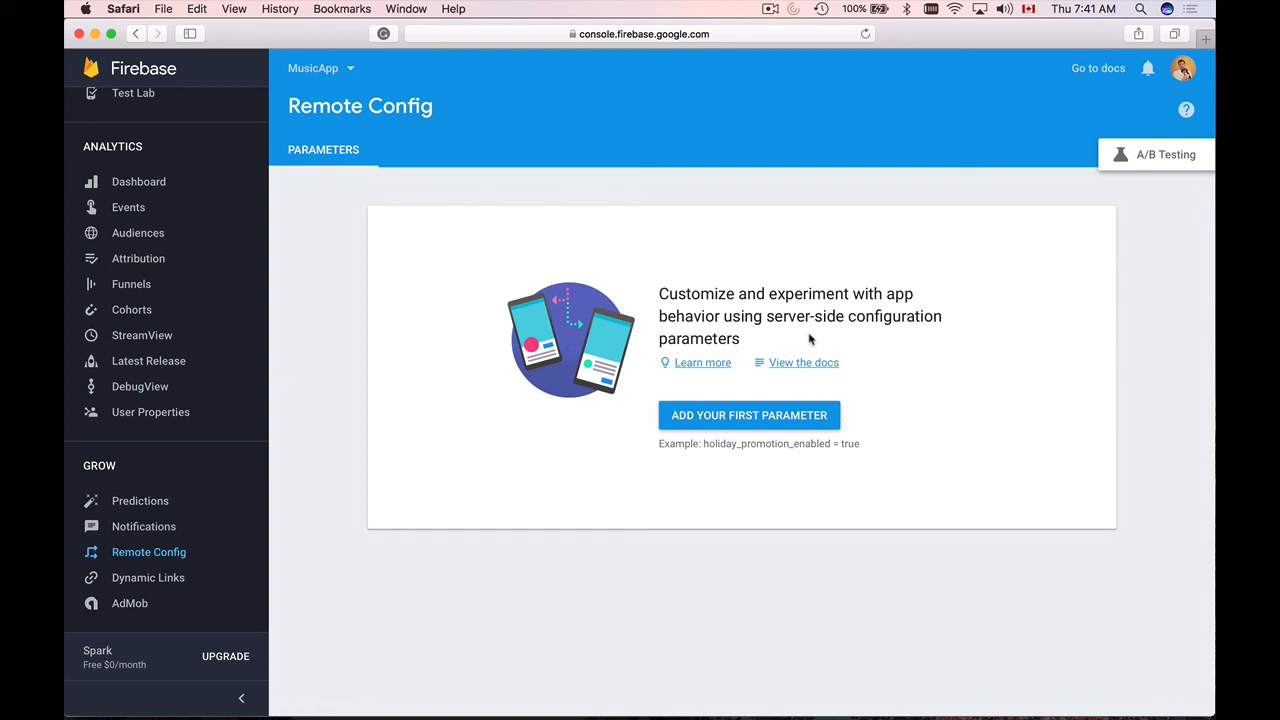 Safari File Edit View History Bookmarks Window Help 100% Thu 7:41 AM
console.firebase.google.com
Firebase
MusicApp
Go to docs
Test Lab
Remote Config
?
PARAMETERS
A/B Testing
ANALYTICS
Dashboard
Events
Audiences
Attribution
Funnels
Cohorts
StreamView
Latest Release
DebugView
User Properties
GROW
Predictions
Notifications
Remote Config
Dynamic Links
AdMob
Spark
Free $0/month
UPGRADE
Customize and experiment with app
behavior using server-side configuration
parameters
Learn more View the docs
ADD YOUR FIRST PARAMETER
Example: holiday_promotion_enabled = true